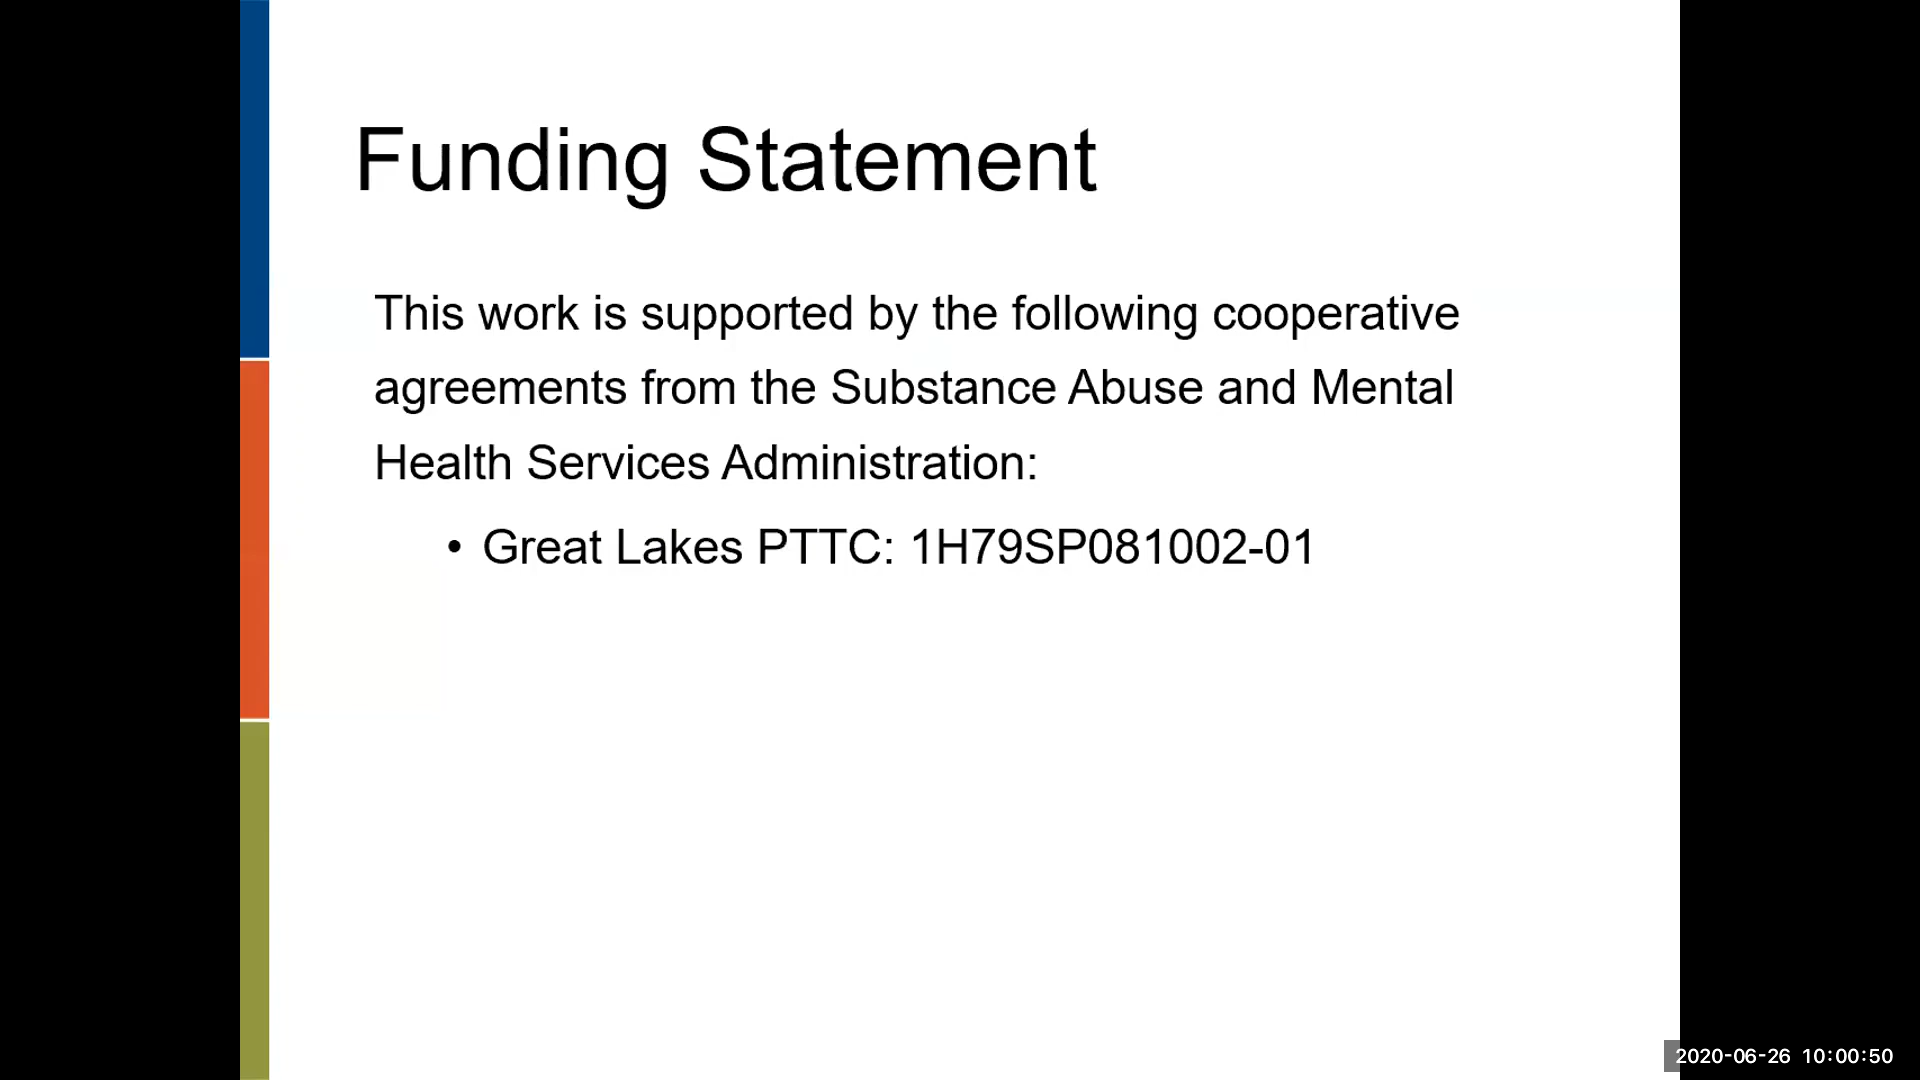 Funding Statement
This work is supported by the following cooperative
agreements from the Substance Abuse and Mental
Health Services Administration:
• Great Lakes PTTC: 1H79SP081002-01
2020-06-26 10:00:50